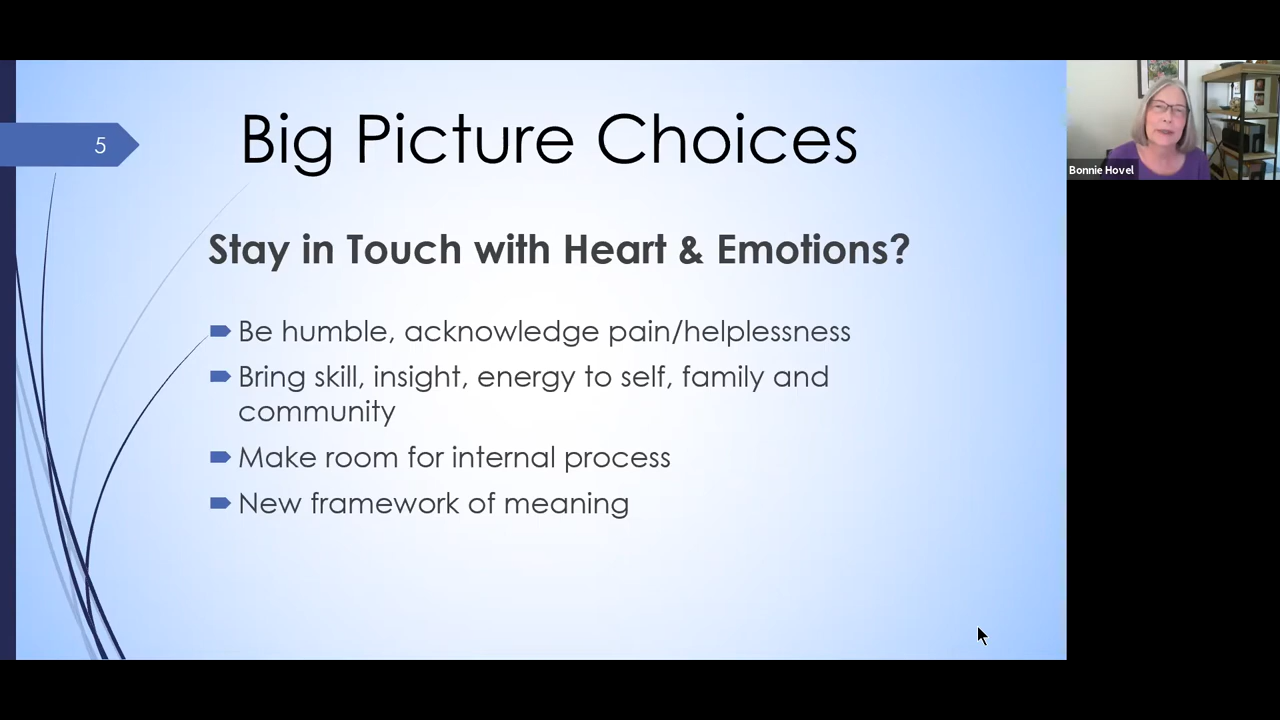 5
Big Picture Choices
Stay in Touch with Heart & Emotions?
Be humble, acknowledge pain/helplessness
Bring skill, insight, energy to self, family and
community
Make room for internal process
New framework of meaning
Bonnie Hovel